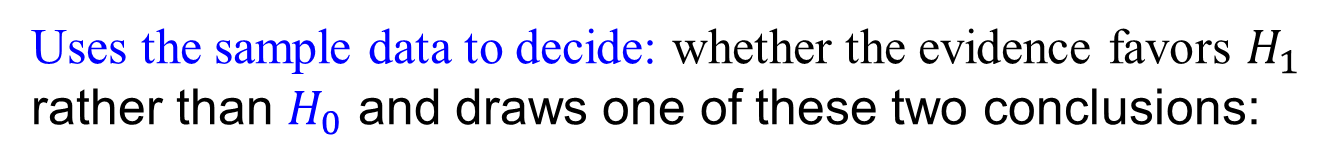 Uses the sample data to decide: whether the evidence favors H₁
rather than H₀ and draws one of these two conclusions: